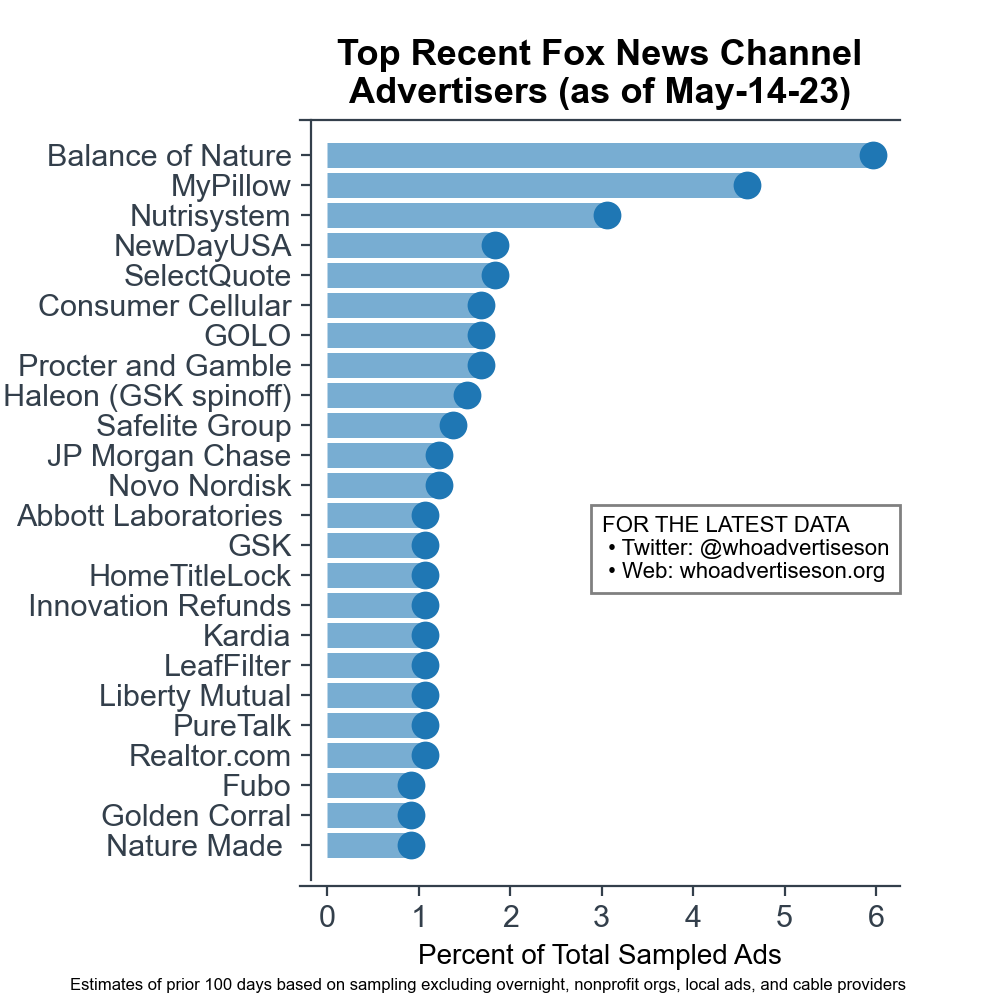 Top Recent Fox News Channel
Advertisers (as of May-14-23)
Balance of Nature
MyPillow
Nutrisystem
NewDayUSA
SelectQuote
Consumer Cellular
GOLO
Procter and Gamble
Haleon (GSK spinoff)
Safelite Group
JP Morgan Chase
Novo Nordisk
Abbott Laboratories
GSK
HomeTitleLock
Innovation Refunds
Kardia
LeafFilter
Liberty Mutual
PureTalk
Realtor.com
Fubo
Golden Corral
Nature Made
FOR THE LATEST DATA
• Twitter: @whoadvertiseson
• Web: whoadvertiseson.org
0 1 2 3 4 5 6
Percent of Total Sampled Ads
Estimates of prior 100 days based on sampling excluding overnight, nonprofit orgs, local ads, and cable providers